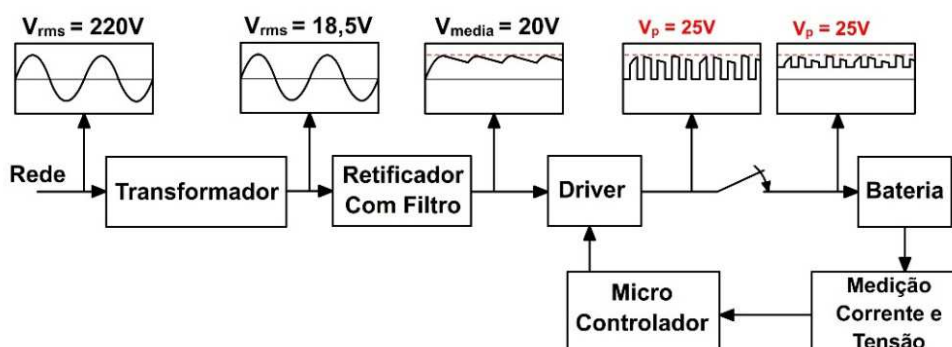 Vrms = 220V
Vrms = 18,5V
Vmedia = 20V
Vp = 25V
Vp = 25V
Rede
Transformador
Retificador
Com Filtro
Driver
Bateria
Micro
Controlador
Medição
Corrente e
Tensão